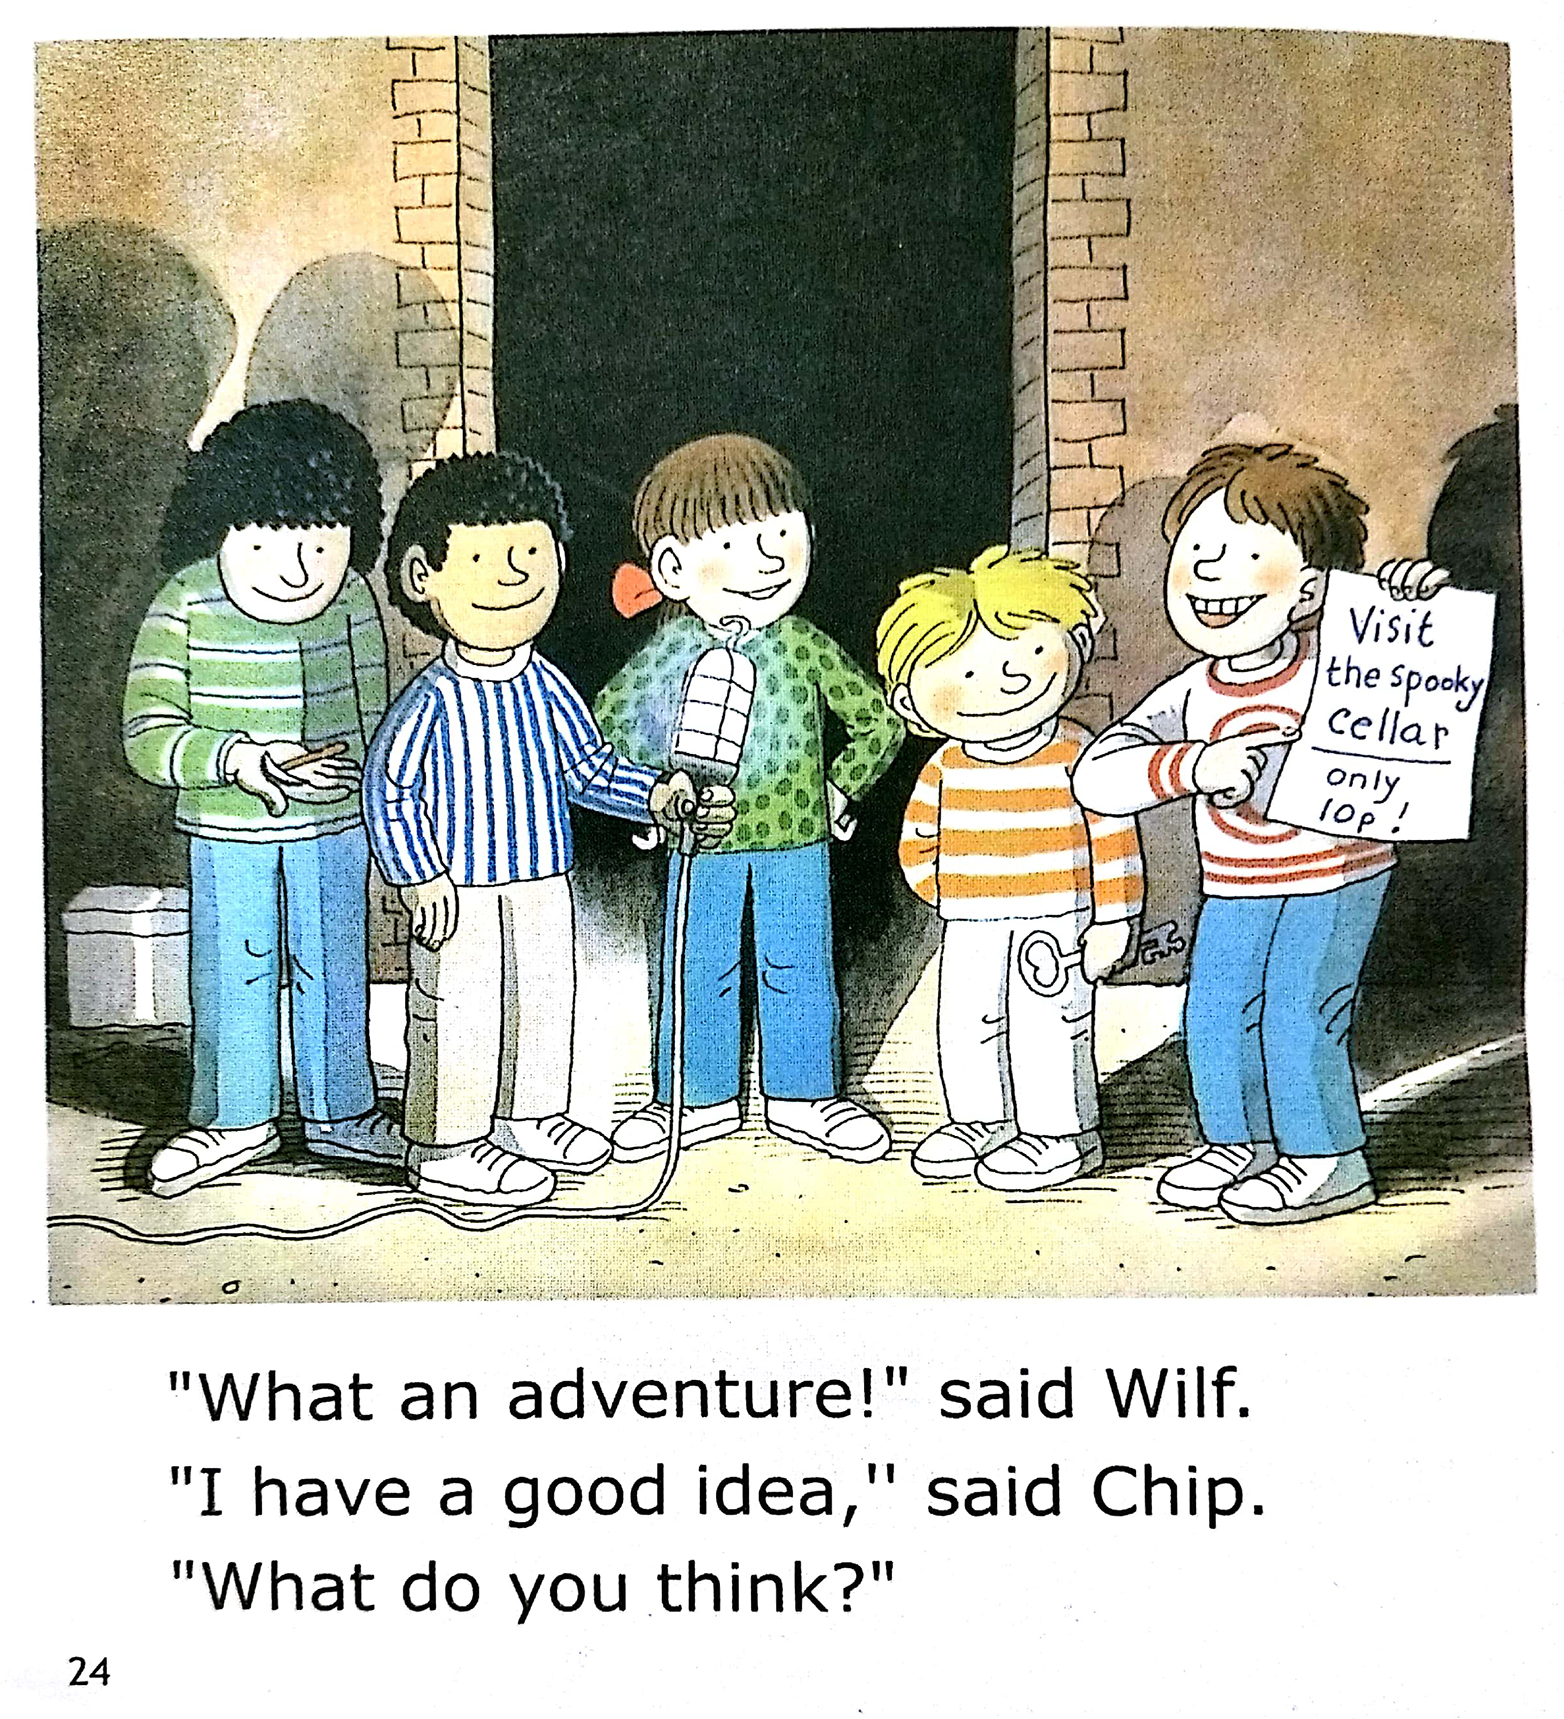 Visit
the spooky
cellar
only
10p!
"What an adventure!" said Wilf.
"I have a good idea,'' said Chip.
"What do you think?"
24